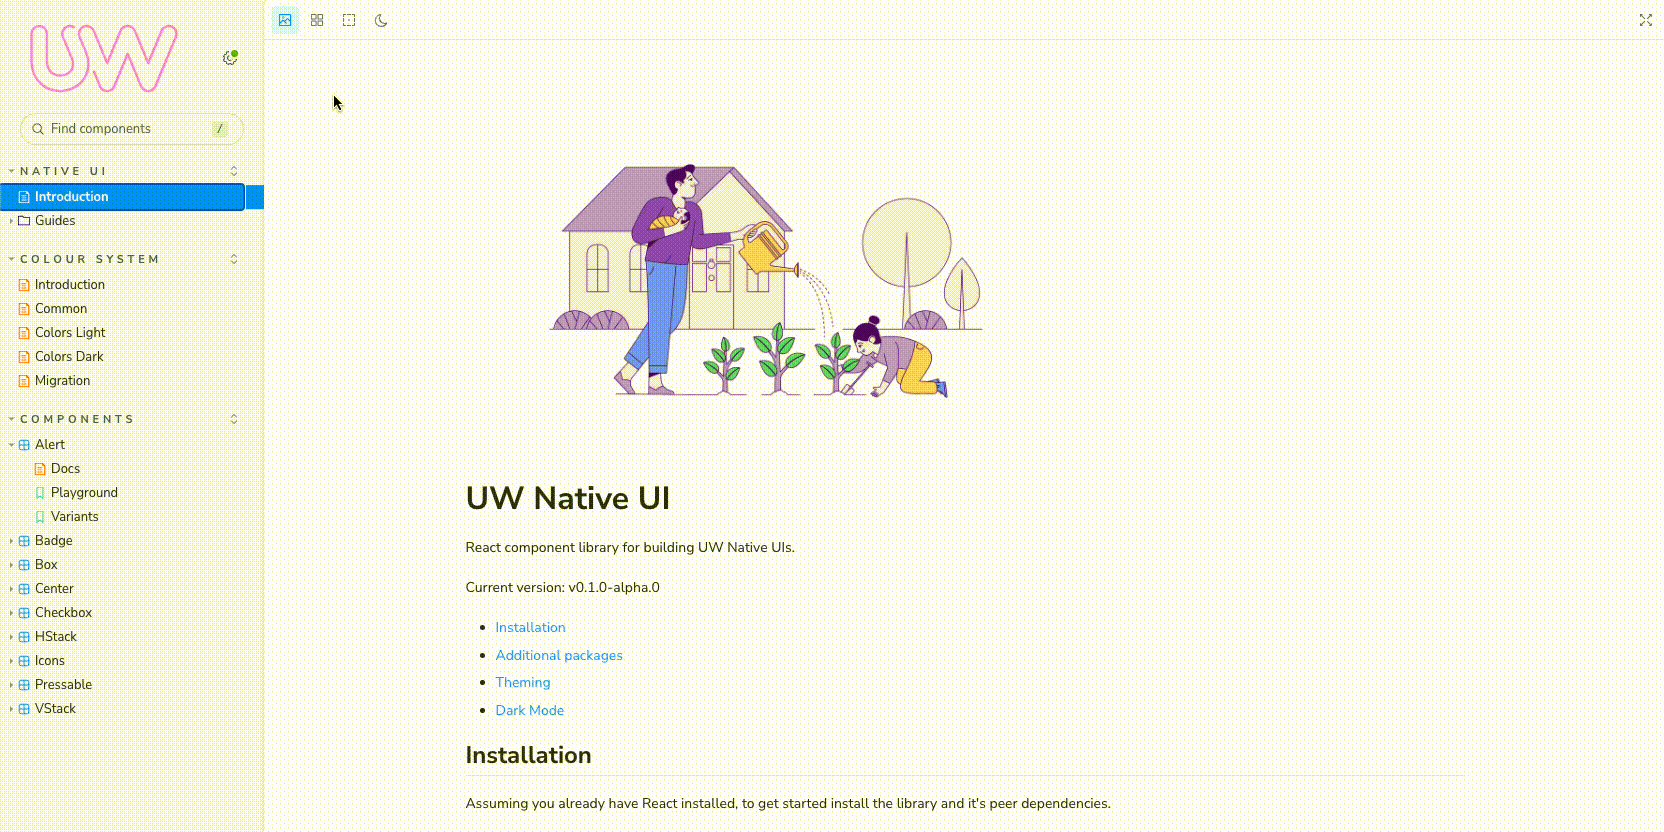 UW
Find components
/
NATIVE UI
Introduction
Guides
COLOUR SYSTEM
Introduction
Common
Colors Light
Colors Dark
Migration
COMPONENTS
Alert
Docs
Playground
Variants
Badge
Box
Center
Checkbox
HStack
Icons
Pressable
VStack
UW Native UI
React component library for building UW Native UIs.
Current version: v0.1.0-alpha.0
Installation
Additional packages
Theming
Dark Mode
Installation
Assuming you already have React installed, to get started install the library and it's peer dependencies.